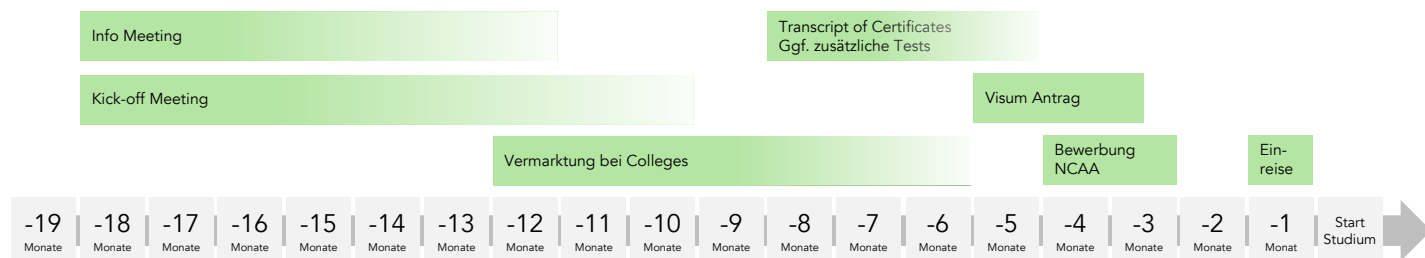 Info Meeting
Transcript of Certificates
Ggf. zusätzliche Tests
Kick-off Meeting
Visum Antrag
Vermarktung bei Colleges
Bewerbung
NCAA
Ein-
reise
-19
Monate
-18
Monate
-17
Monate
-16
Monate
-15
Monate
-14
Monate
-13
Monate
-12
Monate
-11
Monate
-10
Monate
-9
Monate
-8
Monate
-7
Monate
-6
Monate
-5
Monate
-4
Monate
-3
Monate
-2
Monate
-1
Monat
Start
Studium